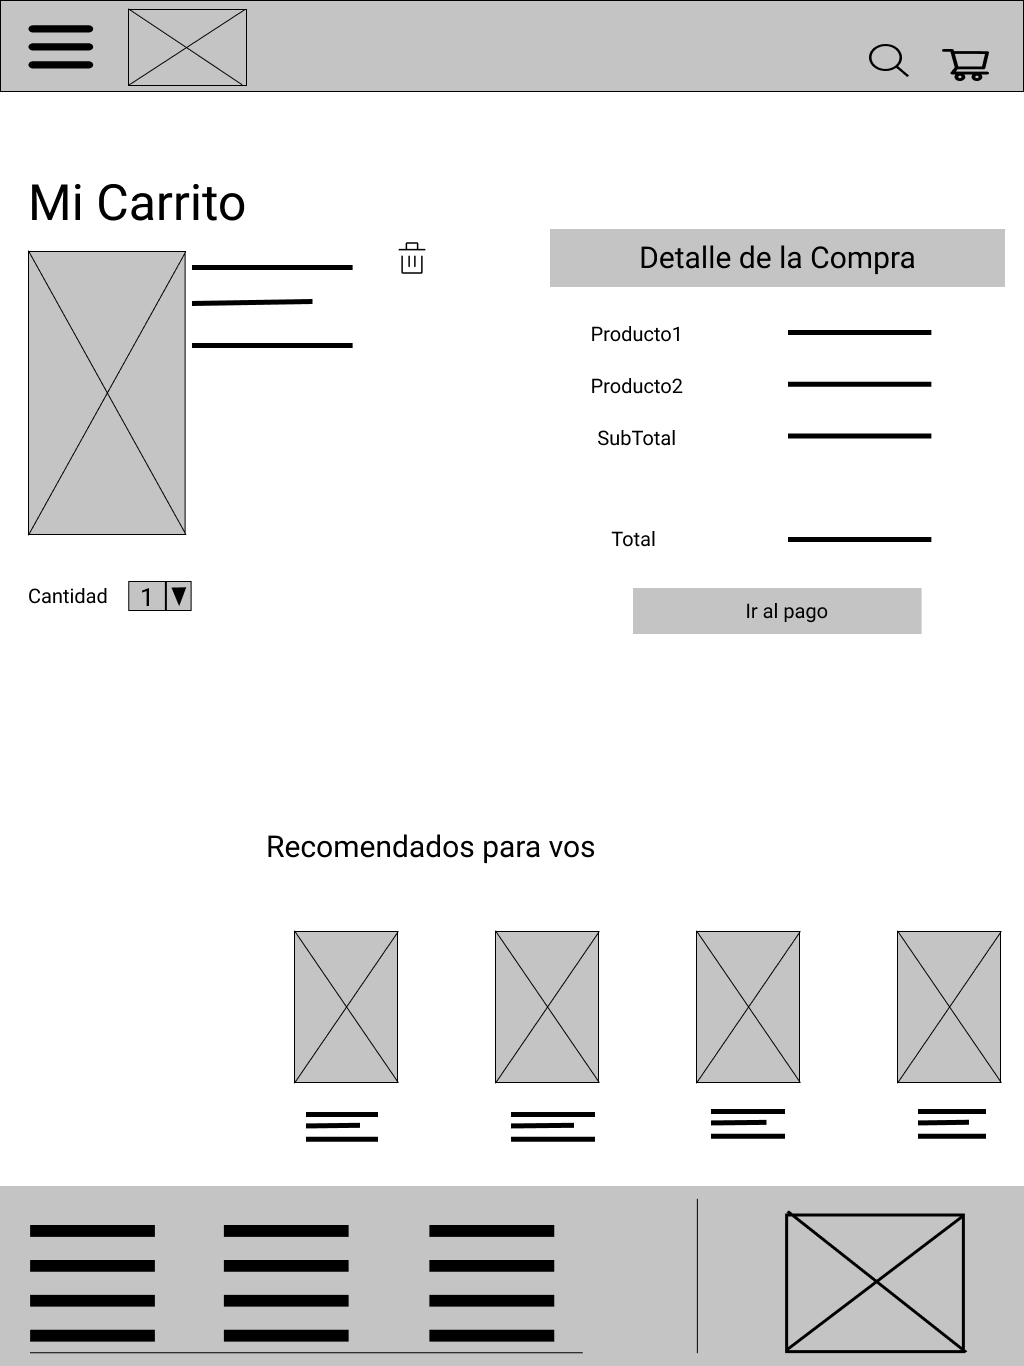 Mi Carrito
Detalle de la Compra
Producto1
Producto2
SubTotal
Total
Cantidad
1
Ir al pago
Recomendados para vos